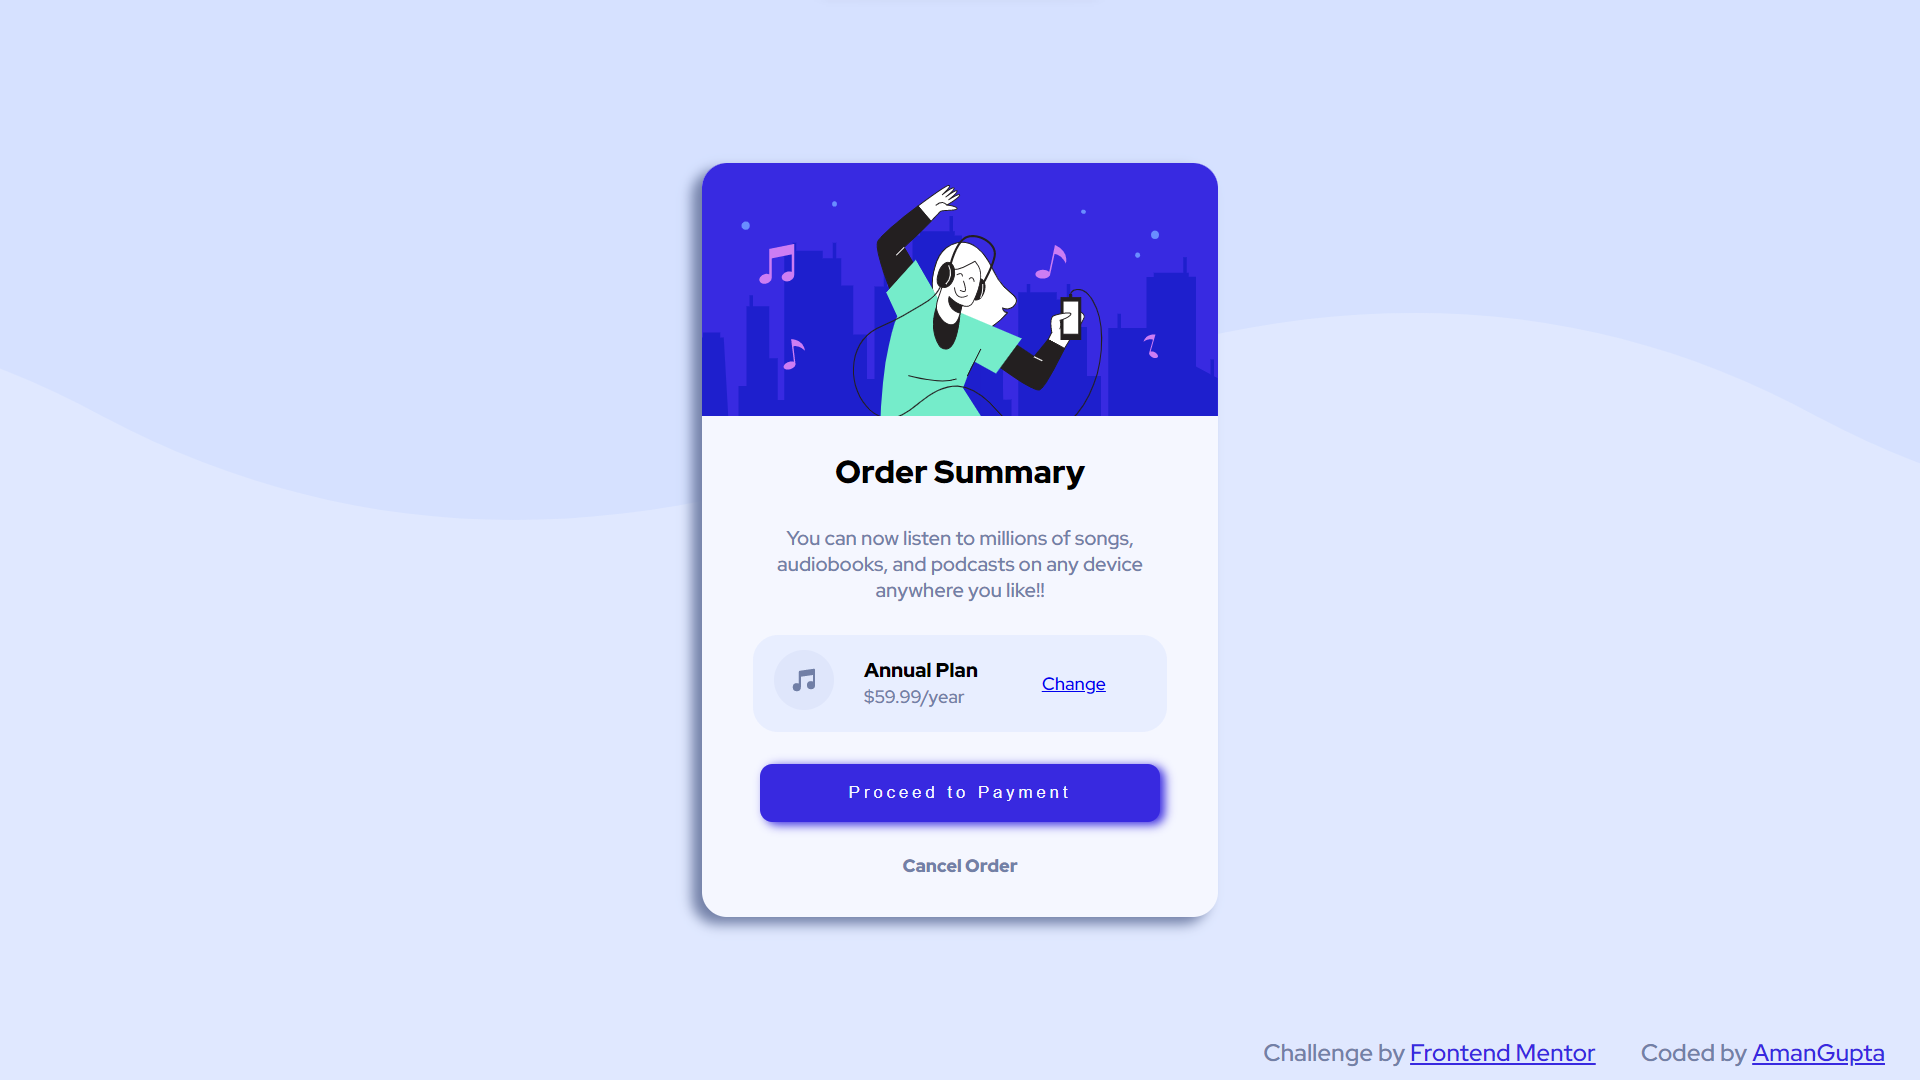 Order Summary
You can now listen to millions of songs,
audiobooks, and podcasts on any device
anywhere you like!!
Annual Plan
$59.99/year
Change
Proceed to Payment
Cancel Order
Challenge by Frontend Mentor Coded by AmanGupta